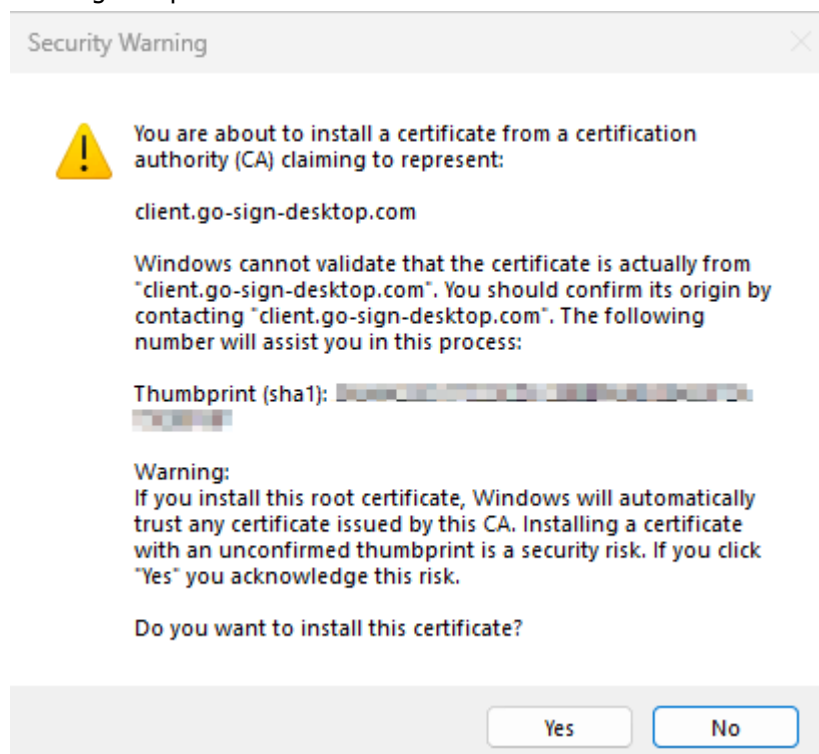 Security Warning
You are about to install a certificate from a certification
authority (CA) claiming to represent:
client.go-sign-desktop.com
Windows cannot validate that the certificate is actually from
"client.go-sign-desktop.com". You should confirm its origin by
contacting "client.go-sign-desktop.com". The following
number will assist you in this process:
Thumbprint (sha1):
Warning:
If you install this root certificate, Windows will automatically
trust any certificate issued by this CA. Installing a certificate
with an unconfirmed thumbprint is a security risk. If you click
"Yes" you acknowledge this risk.
Do you want to install this certificate?
Yes No